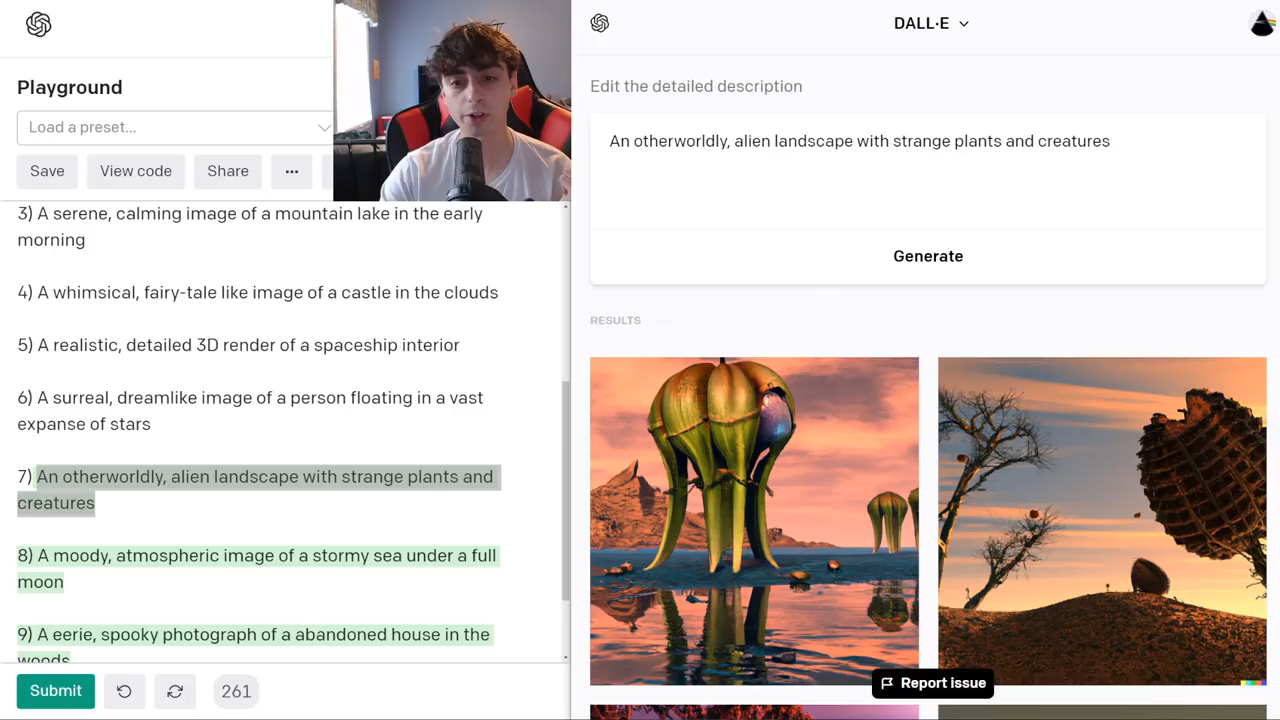 Playground
Load a preset...
Save
View code
Share
...
3) A serene, calming image of a mountain lake in the early
morning
4) A whimsical, fairy-tale like image of a castle in the clouds
5) A realistic, detailed 3D render of a spaceship interior
6) A surreal, dreamlike image of a person floating in a vast
expanse of stars
7) An otherworldly, alien landscape with strange plants and
creatures
8) A moody, atmospheric image of a stormy sea under a full
moon
9) A eerie, spooky photograph of a abandoned house in the
woods
Submit
261
DALL·E
Edit the detailed description
An otherworldly, alien landscape with strange plants and creatures
Generate
RESULTS
Report issue